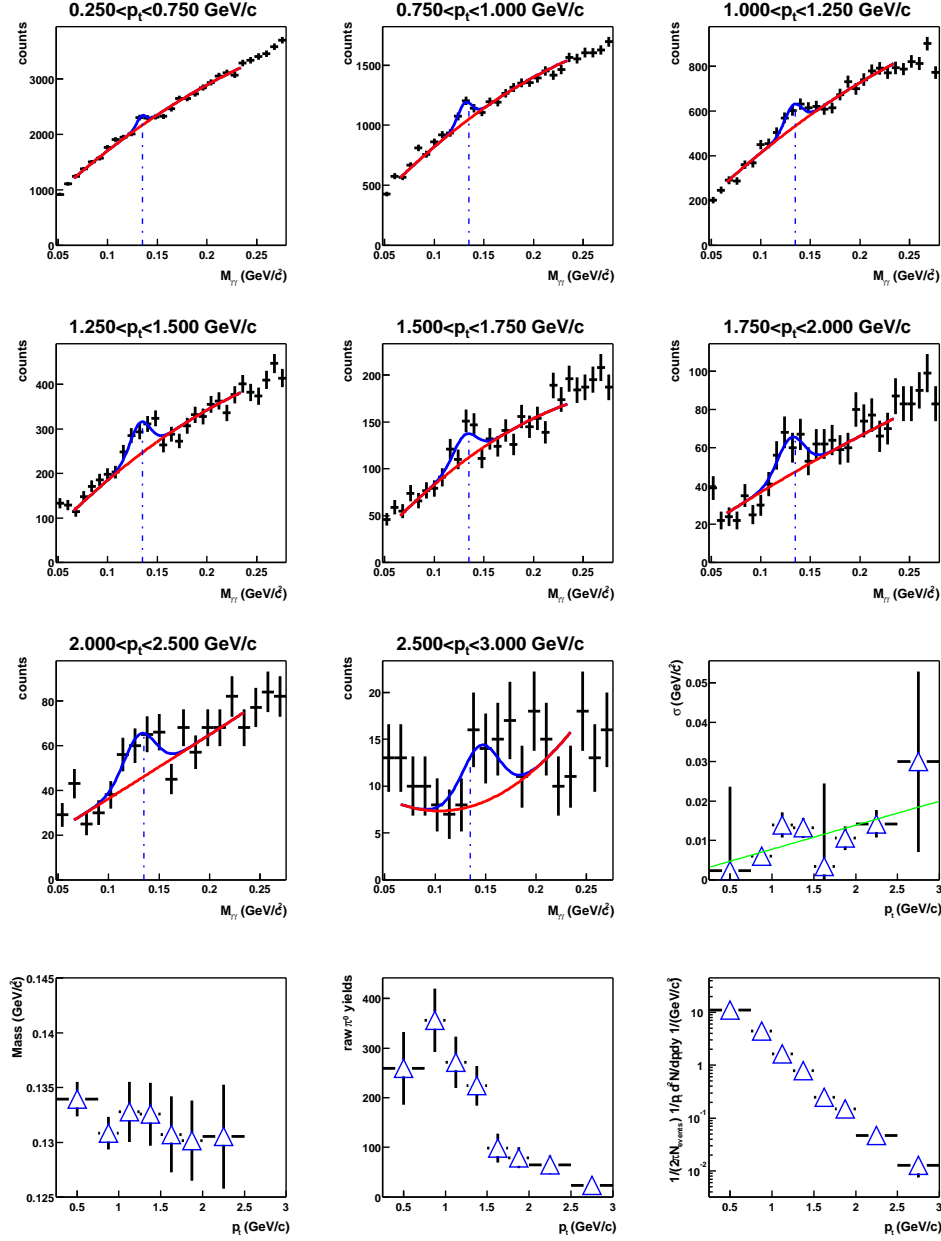 0.250<pt<0.750 GeV/c
counts
3000
2000
1000
0
0.05 0.1 0.15 0.2 0.25
Mγγ (GeV/c²)
0.750<pt<1.000 GeV/c
counts
1500
1000
500
0
0.05 0.1 0.15 0.2 0.25
Mγγ (GeV/c²)
1.000<pt<1.250 GeV/c
counts
800
600
400
200
0
0.05 0.1 0.15 0.2 0.25
Mγγ (GeV/c²)
1.250<pt<1.500 GeV/c
counts
400
300
200
100
0
0.05 0.1 0.15 0.2 0.25
Mγγ (GeV/c²)
1.500<pt<1.750 GeV/c
counts
200
150
100
50
0
0.05 0.1 0.15 0.2 0.25
Mγγ (GeV/c²)
1.750<pt<2.000 GeV/c
counts
100
80
60
40
20
0
0.05 0.1 0.15 0.2 0.25
Mγγ (GeV/c²)
2.000<pt<2.500 GeV/c
counts
80
60
40
20
0
0.05 0.1 0.15 0.2 0.25
Mγγ (GeV/c²)
2.500<pt<3.000 GeV/c
counts
20
15
10
5
0
0.05 0.1 0.15 0.2 0.25
Mγγ (GeV/c²)
σ (GeV/c²)
0.05
0.04
0.03
0.02
0.01
0
0.5 1 1.5 2 2.5 3
pt (GeV/c)
Mass (GeV/c²)
0.145
0.14
0.135
0.13
0.125
0.5 1 1.5 2 2.5 3
pt (GeV/c)
raw π⁰ yields
400
300
200
100
0
0.5 1 1.5 2 2.5 3
pt (GeV/c)
1/(2πNevents) 1/pt d²N/dptdy 1/(GeV/c)²
10
1
10⁻¹
10⁻²
0.5 1 1.5 2 2.5 3
pt (GeV/c)